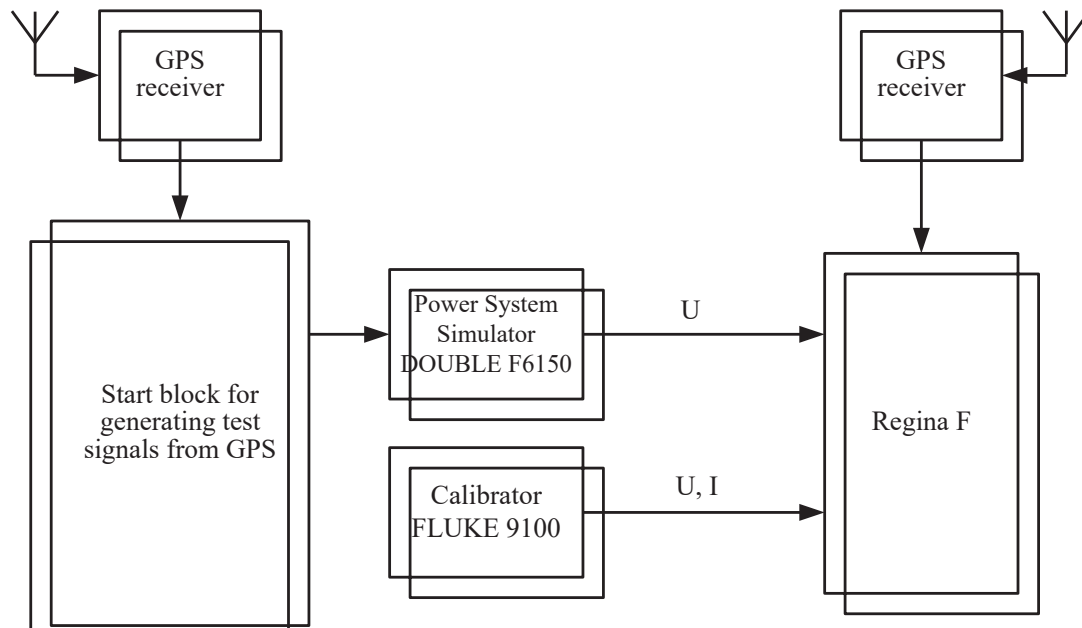 GPS
receiver
GPS
receiver
Power System
Simulator
DOUBLE F6150
U
Start block for
generating test
signals from GPS
Regina F
Calibrator
FLUKE 9100
U, I